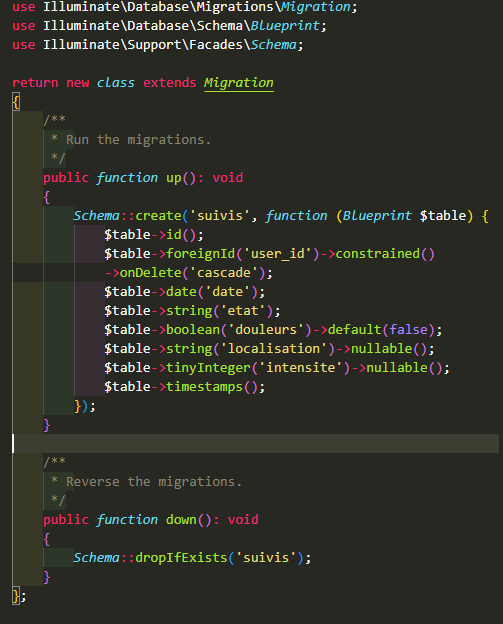 use Illuminate\Database\Migrations\Migration;
use Illuminate\Database\Schema\Blueprint;
use Illuminate\Support\Facades\Schema;

return new class extends Migration
{
    /**
     * Run the migrations.
     */
    public function up(): void
    {
        Schema::create('suivis', function (Blueprint $table) {
            $table->id();
            $table->foreignId('user_id')->constrained()
            ->onDelete('cascade');
            $table->date('date');
            $table->string('etat');
            $table->boolean('douleurs')->default(false);
            $table->string('localisation')->nullable();
            $table->tinyInteger('intensite')->nullable();
            $table->timestamps();
        });
    }

    /**
     * Reverse the migrations.
     */
    public function down(): void
    {
        Schema::dropIfExists('suivis');
    }
};